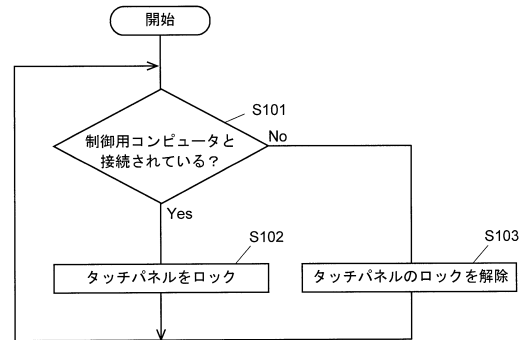 開始
S101
制御用コンピュータと
接続されている？
No
Yes
S102
タッチパネルをロック
S103
タッチパネルのロックを解除